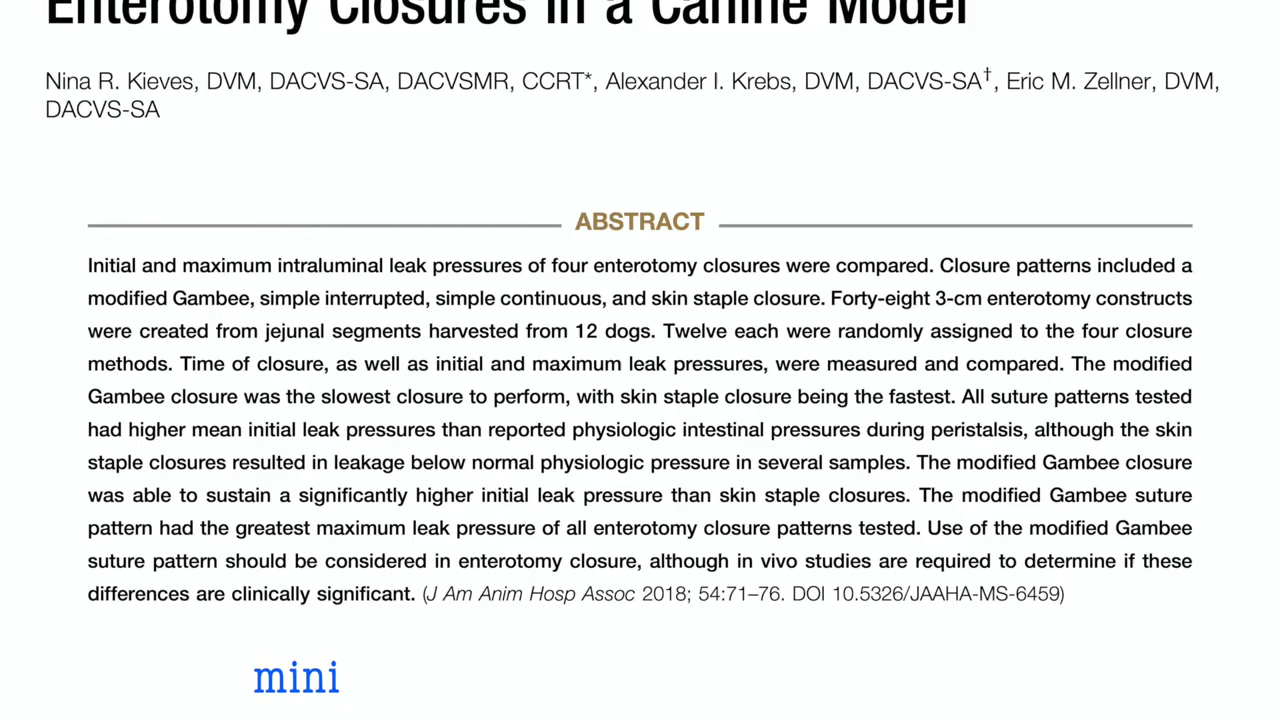 Enterotomy Closures in a Canine Model
Nina R. Kieves, DVM, DACVS-SA, DACVSMR, CCRT*, Alexander I. Krebs, DVM, DACVS-SA†, Eric M. Zellner, DVM,
DACVS-SA
ABSTRACT
Initial and maximum intraluminal leak pressures of four enterotomy closures were compared. Closure patterns included a
modified Gambee, simple interrupted, simple continuous, and skin staple closure. Forty-eight 3-cm enterotomy constructs
were created from jejunal segments harvested from 12 dogs. Twelve each were randomly assigned to the four closure
methods. Time of closure, as well as initial and maximum leak pressures, were measured and compared. The modified
Gambee closure was the slowest closure to perform, with skin staple closure being the fastest. All suture patterns tested
had higher mean initial leak pressures than reported physiologic intestinal pressures during peristalsis, although the skin
staple closures resulted in leakage below normal physiologic pressure in several samples. The modified Gambee closure
was able to sustain a significantly higher initial leak pressure than skin staple closures. The modified Gambee suture
pattern had the greatest maximum leak pressure of all enterotomy closure patterns tested. Use of the modified Gambee
suture pattern should be considered in enterotomy closure, although in vivo studies are required to determine if these
differences are clinically significant. (J Am Anim Hosp Assoc 2018; 54:71–76. DOI 10.5326/JAAHA-MS-6459)
mini